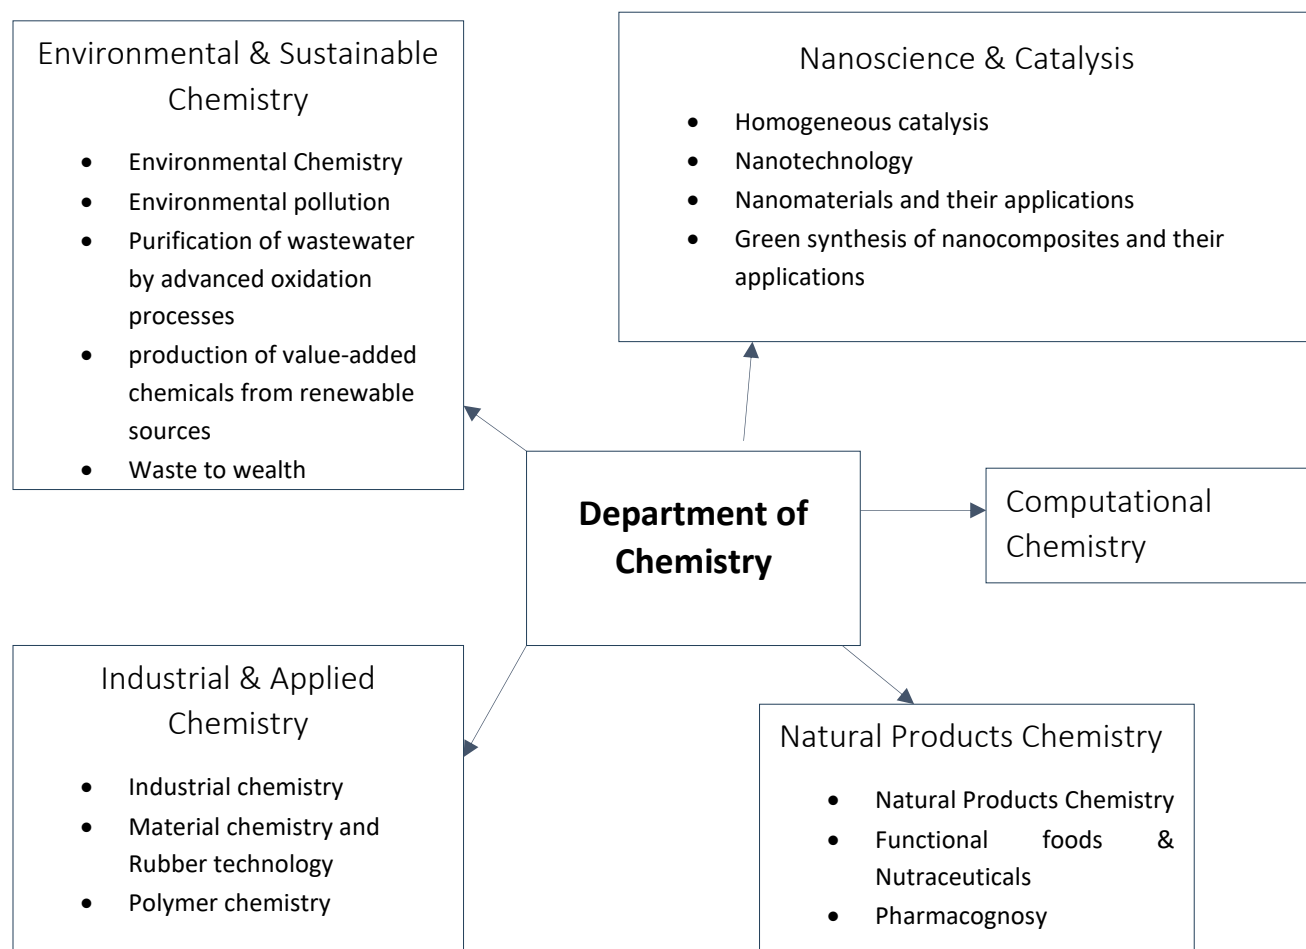 Environmental & Sustainable
Chemistry
• Environmental Chemistry
• Environmental pollution
• Purification of wastewater
by advanced oxidation
processes
• production of value-added
chemicals from renewable
sources
• Waste to wealth
Nanoscience & Catalysis
• Homogeneous catalysis
• Nanotechnology
• Nanomaterials and their applications
• Green synthesis of nanocomposites and their
applications
Department of
Chemistry
Computational
Chemistry
Industrial & Applied
Chemistry
• Industrial chemistry
• Material chemistry and
Rubber technology
• Polymer chemistry
Natural Products Chemistry
• Natural Products Chemistry
• Functional foods &
Nutraceuticals
• Pharmacognosy